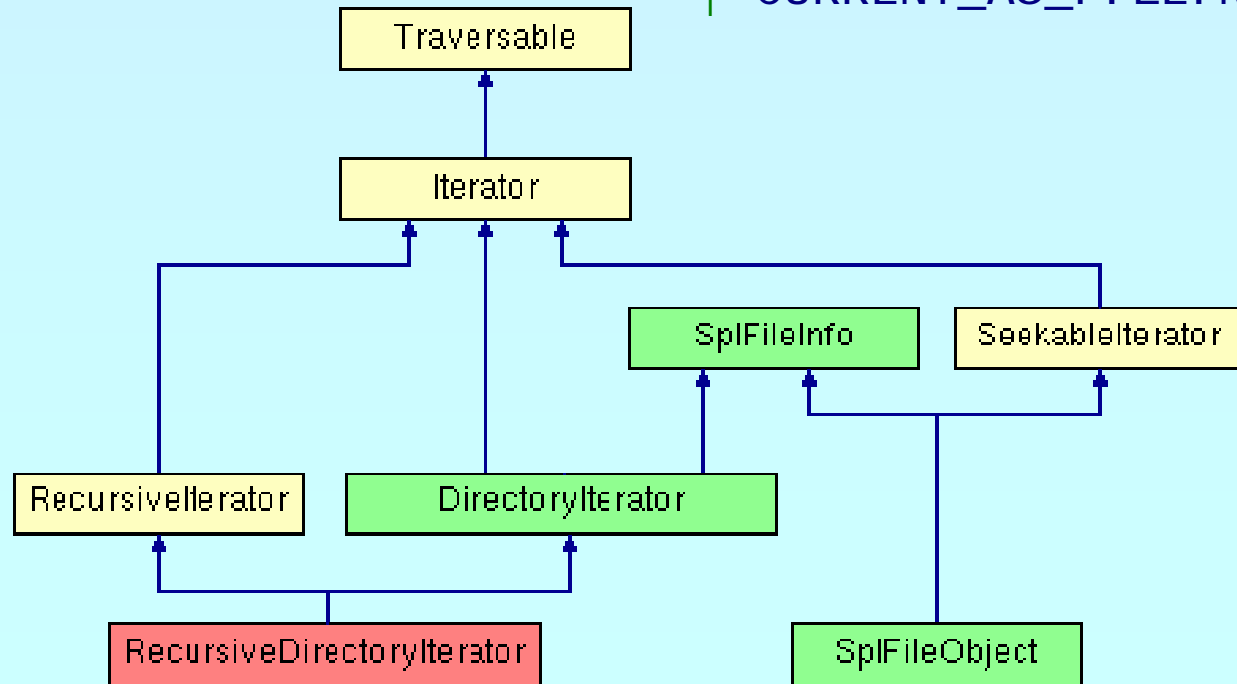 Traversable
Iterator
SplFileInfo
SeekableIterator
RecursiveIterator
DirectoryIterator
RecursiveDirectoryIterator
SplFileObject